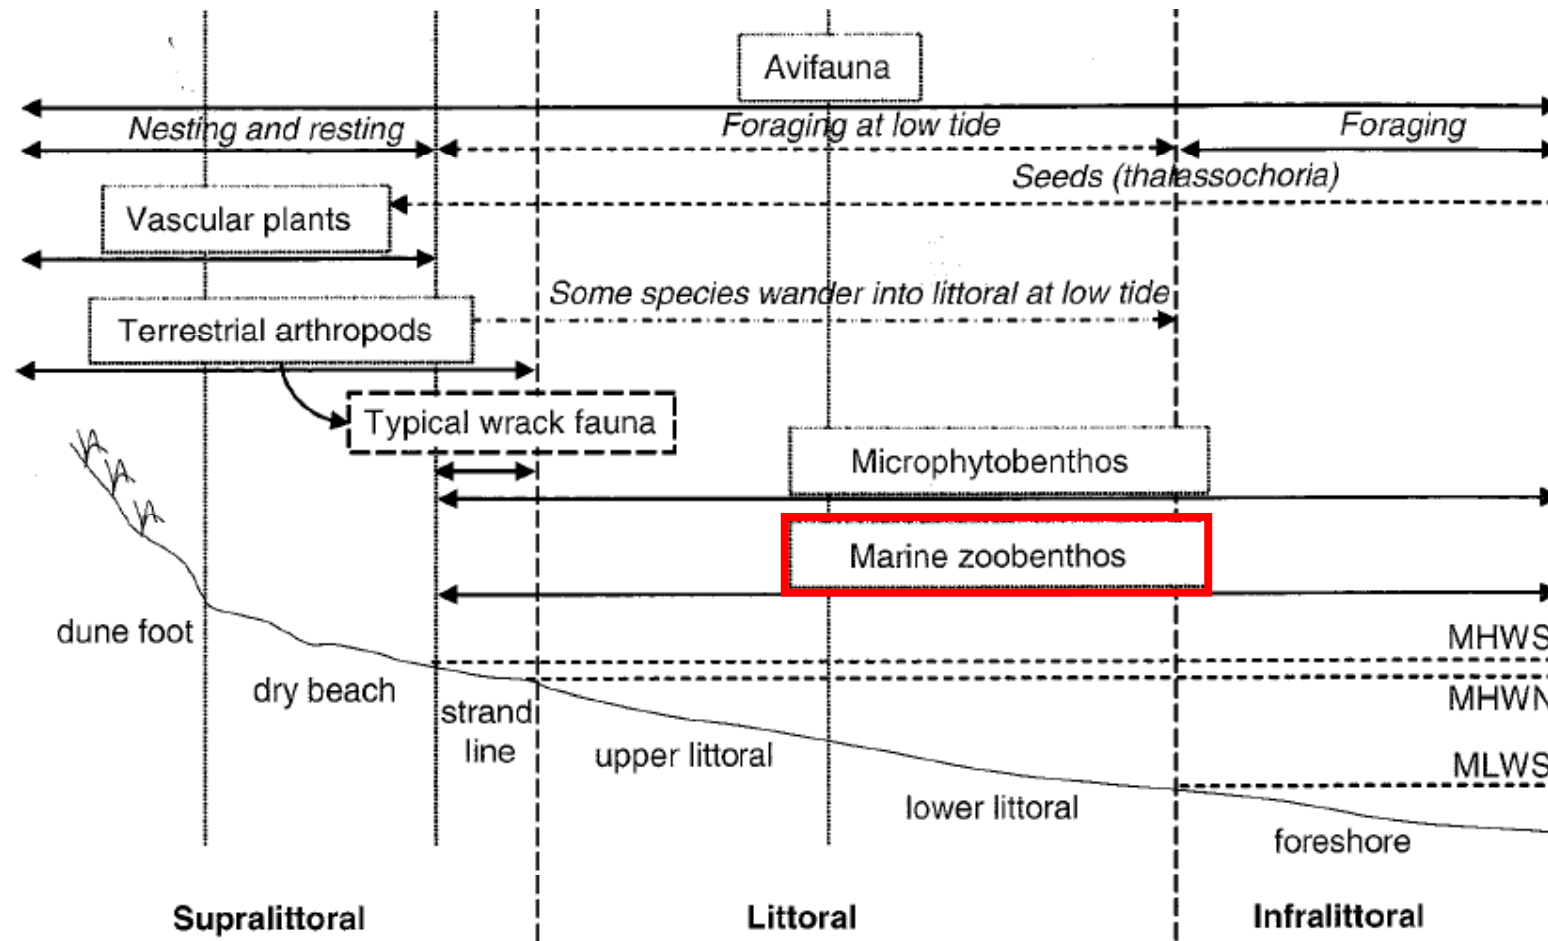 Avifauna
Nesting and resting
Foraging at low tide
Foraging
Seeds (thalassochoria)
Vascular plants
Some species wander into littoral at low tide
Terrestrial arthropods
Typical wrack fauna
Microphytobenthos
Marine zoobenthos
dune foot
MHWS
dry beach
MHWN
strand
line
upper littoral
MLWS
lower littoral
foreshore
Supralittoral
Littoral
Infralittoral